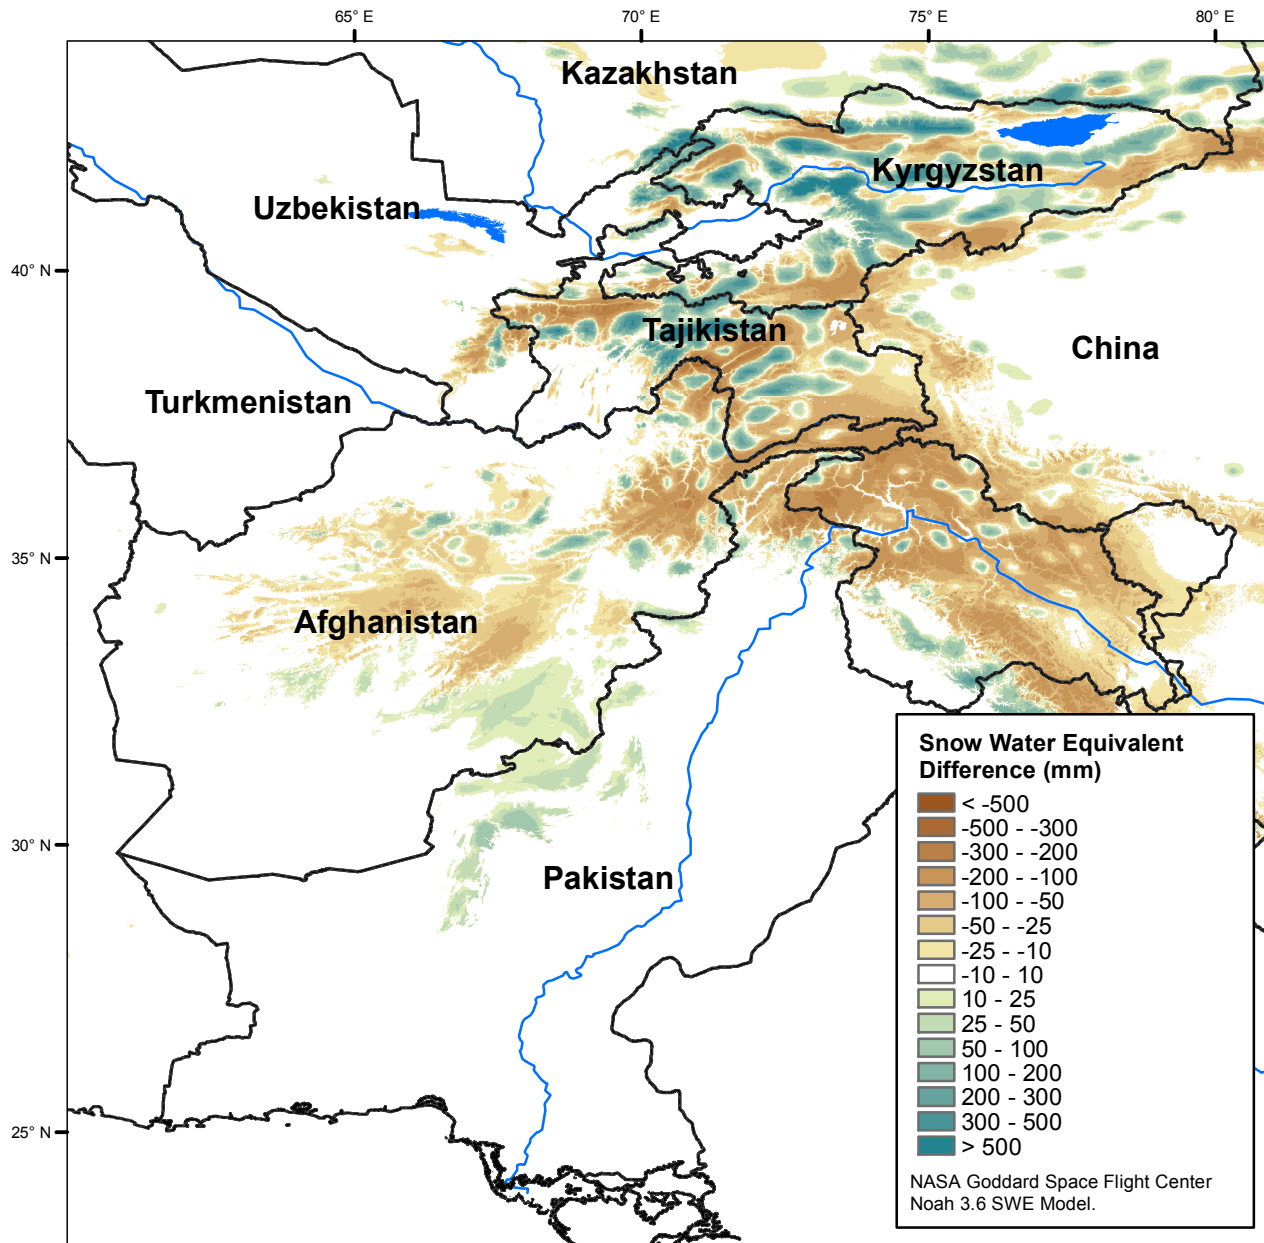 65° E 70° E 75° E 80° E
Kazakhstan
Kyrgyzstan
Uzbekistan
40° N
Tajikistan
China
Turkmenistan
35° N
Afghanistan
Snow Water Equivalent
Difference (mm)
< -500
-500 - -300
-300 - -200
-200 - -100
-100 - -50
-50 - -25
-25 - -10
-10 - 10
10 - 25
25 - 50
50 - 100
100 - 200
200 - 300
300 - 500
> 500
30° N
Pakistan
25° N
NASA Goddard Space Flight Center
Noah 3.6 SWE Model.